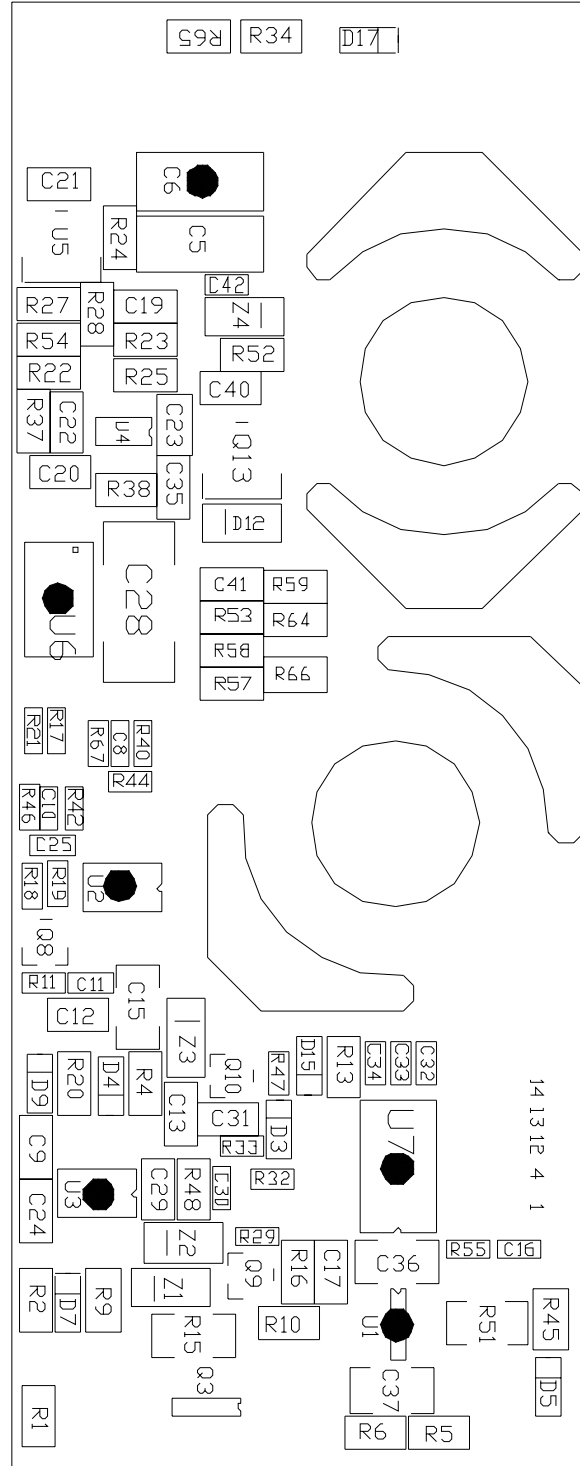 R65 R34 D17
C21 C6
U5 R24 C5
C42
R27 R28 C19 Z4
R54 R23 R52
R22 R25 C40
R37 C22 U4 C23 Q13
C20 R38 C35
D12
U6 C28 C41 R59
R53 R64
R58
R57 R66
R21 R17 R67 C8 R40
R44
R46 C10 R42
C25
R18 R19 U2
Q8
R11 C11 C15
C12 Z3
D9 R20 D4 R4 Q10 R47 D15 R13 C34 C33 C32
C13 C31 D3 U7 14 13 12 4 1
C9 R33
C24 U3 C29 R48 C30 R32
Z2 R29 R55 C16
R2 D7 R9 Z1 Q9 R16 C17 C36
R15 R10 U1 R51 R45
Q3 C37 D5
R1 R6 R5